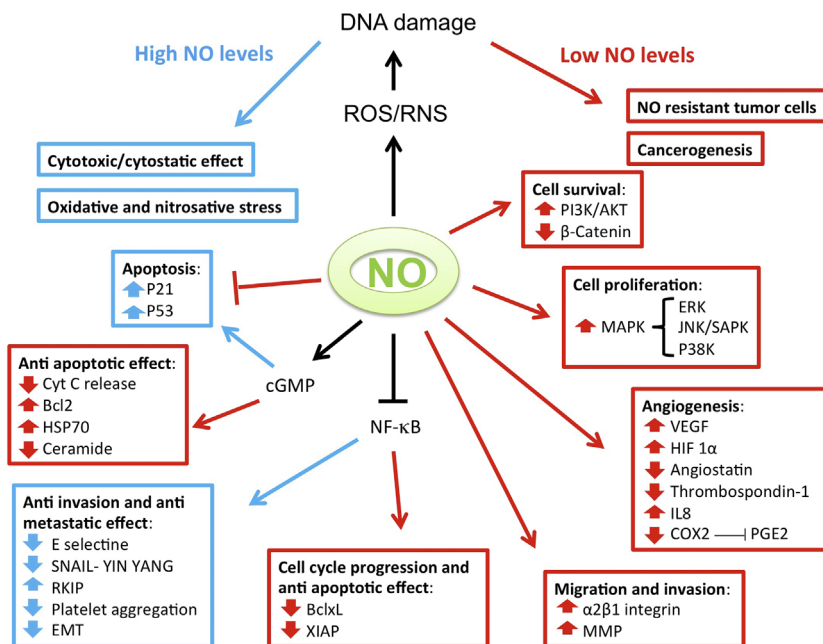 DNA damage
High NO levels
Low NO levels
ROS/RNS
NO resistant tumor cells
Cancerogenesis
Cytotoxic/cytostatic effect
Oxidative and nitrosative stress
Cell survival:
PI3K/AKT
β-Catenin
NO
Apoptosis:
P21
P53
Cell proliferation:
MAPK
ERK
JNK/SAPK
P38K
Anti apoptotic effect:
Cyt C release
Bcl2
HSP70
Ceramide
cGMP
NF-κB
Angiogenesis:
VEGF
HIF 1α
Angiostatin
Thrombospondin-1
IL8
COX2 PGE2
Anti invasion and anti
metastatic effect:
E selectine
SNAIL- YIN YANG
RKIP
Platelet aggregation
EMT
Cell cycle progression and
anti apoptotic effect:
BclxL
XIAP
Migration and invasion:
α2β1 integrin
MMP